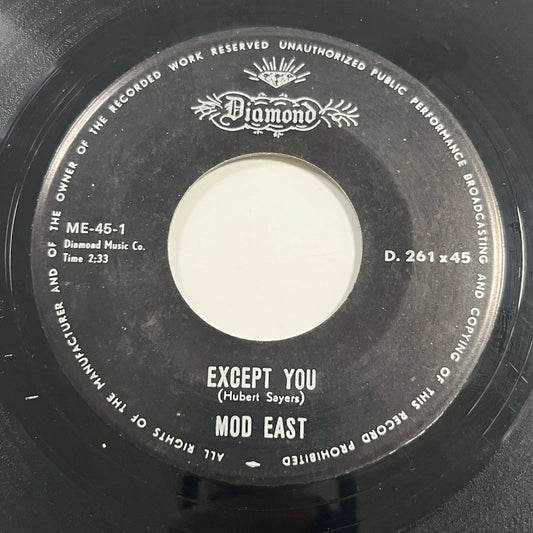 ALL RIGHTS OF THE MANUFACTURER AND OF THE OWNER OF THE RECORDED WORK RESERVED UNAUTHORIZED PUBLIC PERFORMANCE BROADCASTING AND COPYING OF THIS RECORD PROHIBITED
Diamond
ME-45-1
Diamond Music Co.
Time 2:33
D. 261 x 45
EXCEPT YOU
(Hubert Sayers)
MOD EAST